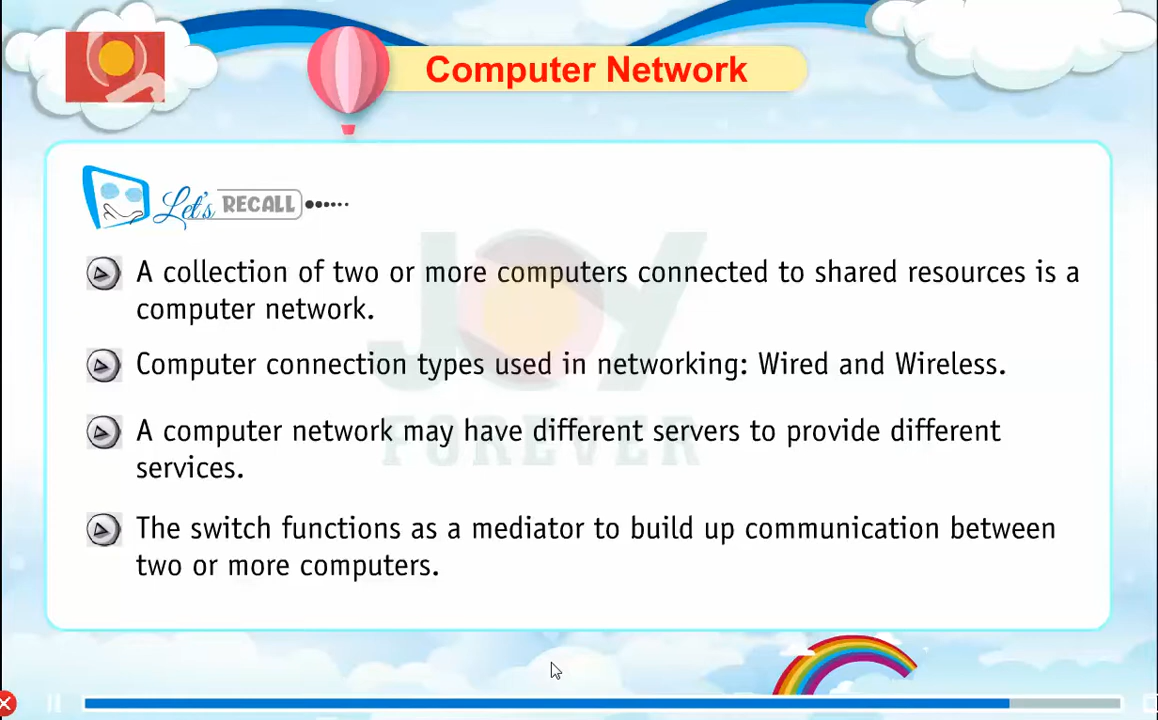 Computer Network
Let's RECALL
A collection of two or more computers connected to shared resources is a
computer network.
Computer connection types used in networking: Wired and Wireless.
A computer network may have different servers to provide different
services.
The switch functions as a mediator to build up communication between
two or more computers.
JOY
FOREVER